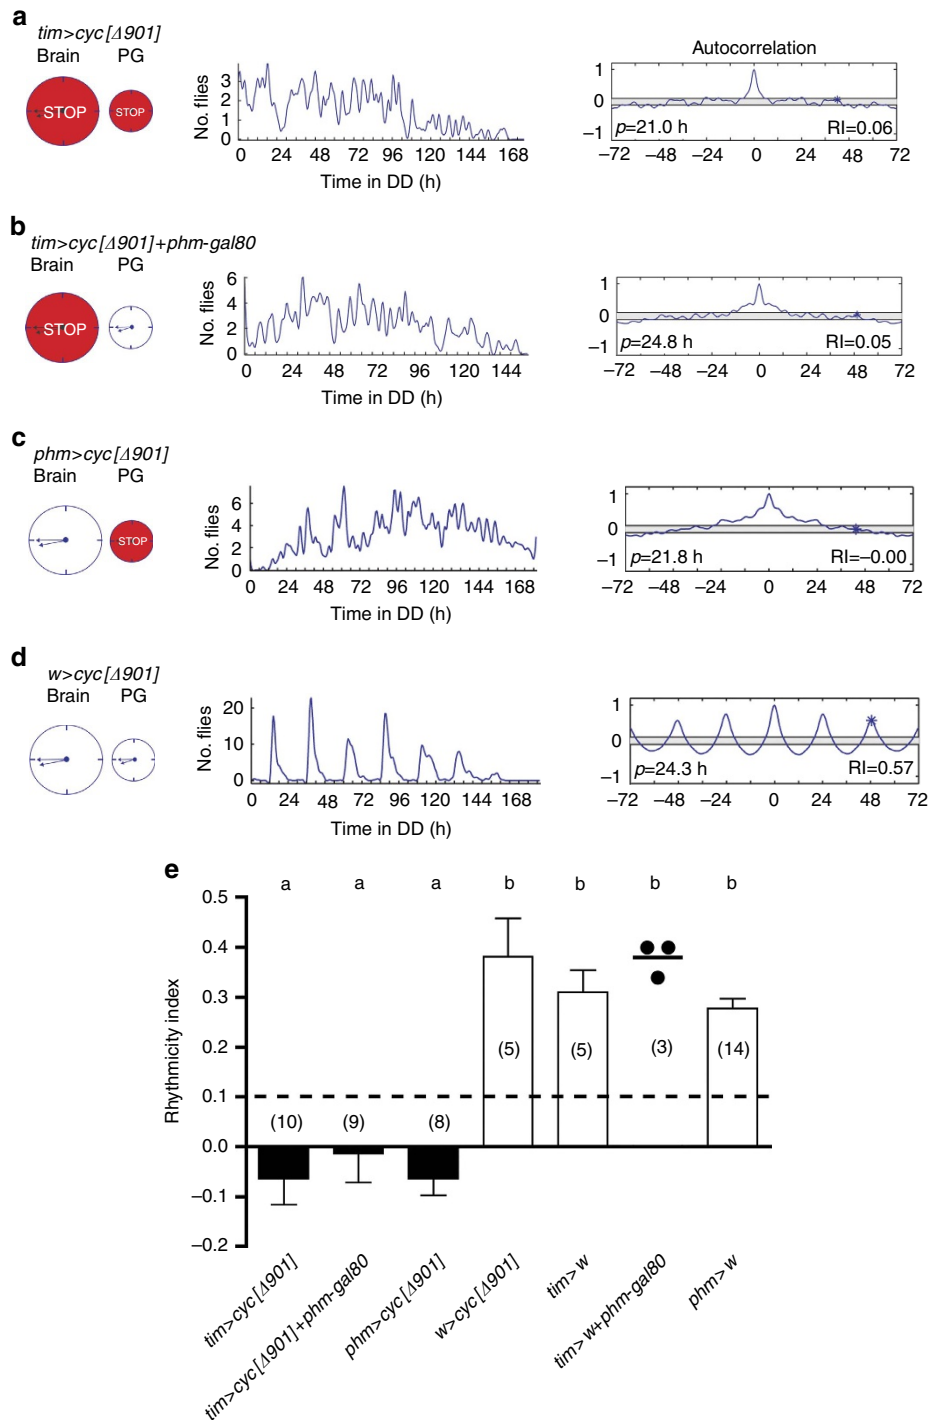 a
tim>cyc[Δ901]
Brain PG
STOP STOP
No. flies
3
2
1
0
0 24 48 72 96 120 144 168
Time in DD (h)
Autocorrelation
1
0
–1
p=21.0 h RI=0.06
–72 –48 –24 0 24 48 72
b
tim>cyc[Δ901]+phm-gal80
Brain PG
STOP
No. flies
6
4
2
0
0 24 48 72 96 120 144
Time in DD (h)
1
0
–1
p=24.8 h RI=0.05
–72 –48 –24 0 24 48 72
c
phm>cyc[Δ901]
Brain PG
STOP
No. flies
6
4
2
0
0 24 48 72 96 120 144 168
Time in DD (h)
1
0
–1
p=21.8 h RI=–0.00
–72 –48 –24 0 24 48 72
d
w>cyc[Δ901]
Brain PG
No. flies
20
10
0
0 24 48 72 96 120 144 168
Time in DD (h)
1
0
–1
p=24.3 h RI=0.57
–72 –48 –24 0 24 48 72
e
a a a b b b b
Rhythmicity index
0.5
0.4
0.3
0.2
0.1
0.0
–0.1
–0.2
(10) (9) (8) (5) (5) (3) (14)
tim>cyc[Δ901]
tim>cyc[Δ901]+phm-gal80
phm>cyc[Δ901]
w>cyc[Δ901]
tim>w
tim>w+phm-gal80
phm>w